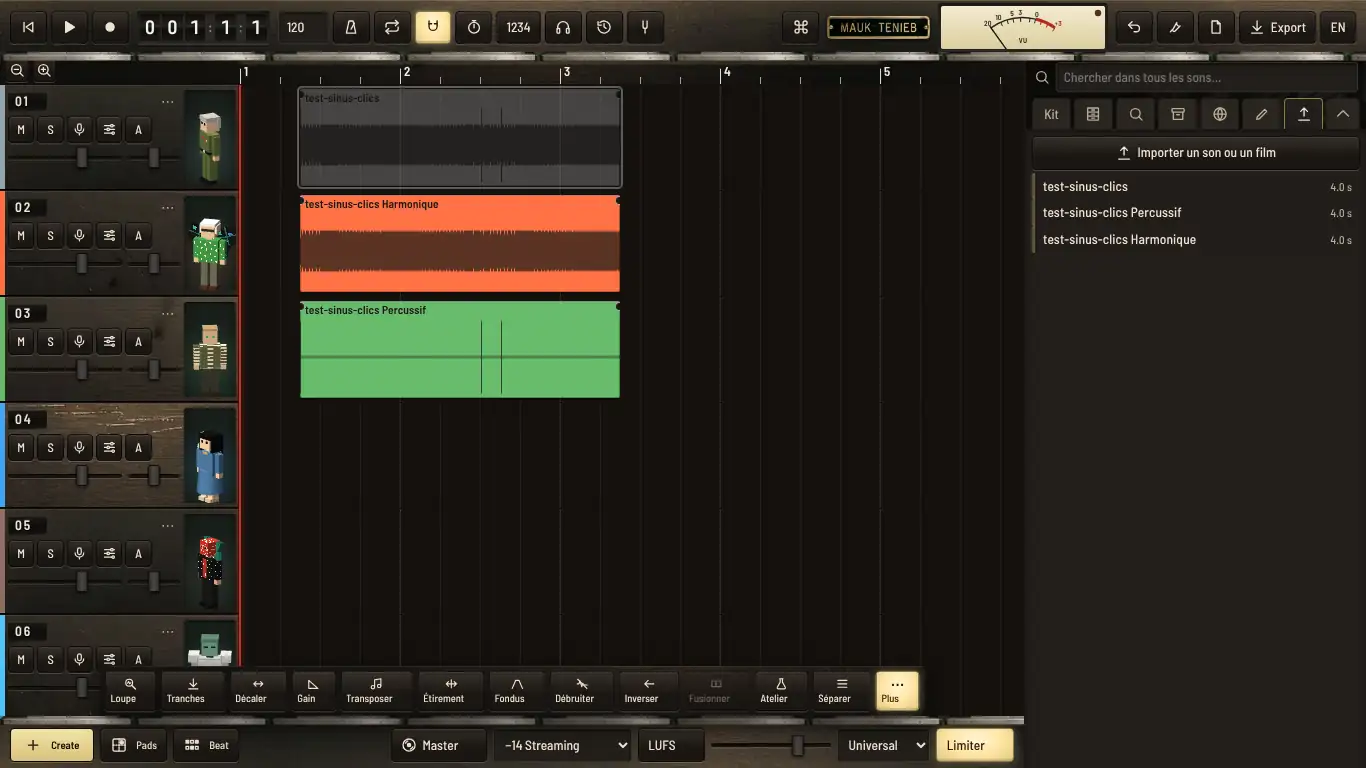 0 0 1 : 1 : 1
120
1234
MAUK TENIEB
20 10 5 3 0 +3
VU
Export
EN
1 2 3 4 5
Chercher dans tous les sons...
Kit
Importer un son ou un film
test-sinus-clics 4.0 s
test-sinus-clics Percussif 4.0 s
test-sinus-clics Harmonique 4.0 s
01
M S A
test-sinus-clics
02
M S A
test-sinus-clics Harmonique
03
M S A
test-sinus-clics Percussif
04
M S A
05
M S A
06
M S A
Loupe Tranches Décaler Gain Transposer Étirement Fondus Débruiter Inverser Fusionner Atelier Séparer Plus
Create Pads Beat Master −14 Streaming LUFS Universal Limiter